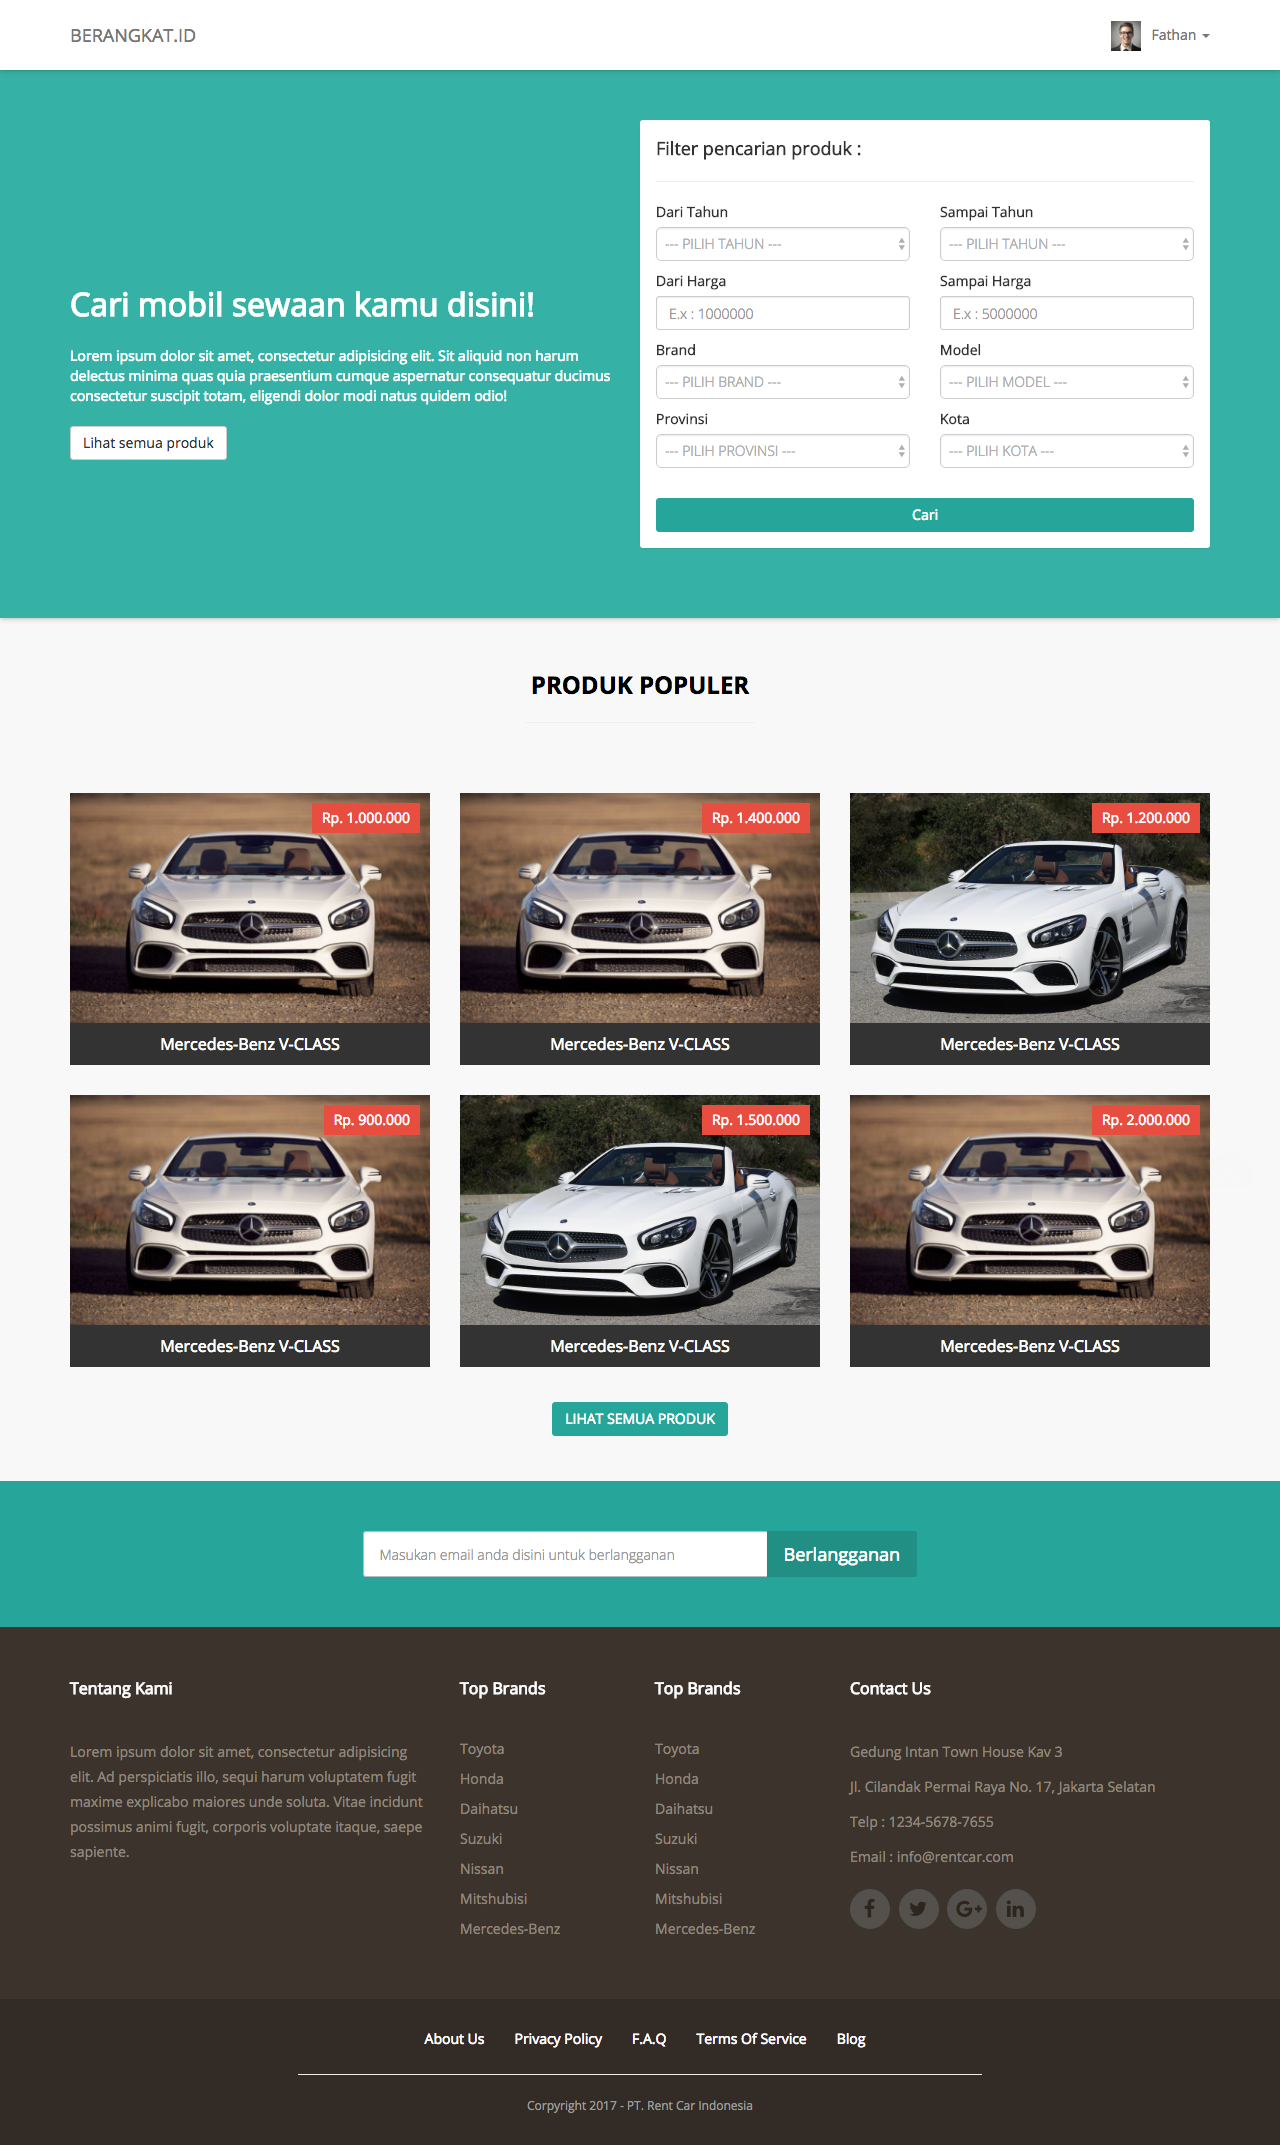 BERANGKAT.ID
Fathan
Cari mobil sewaan kamu disini!
Lorem ipsum dolor sit amet, consectetur adipisicing elit. Sit aliquid non harum
delectus minima quas quia praesentium cumque aspernatur consequatur ducimus
consectetur suscipit totam, eligendi dolor modi natus quidem odio!
Lihat semua produk
Filter pencarian produk :
Dari Tahun
Sampai Tahun
--- PILIH TAHUN ---
--- PILIH TAHUN ---
Dari Harga
Sampai Harga
E.x : 1000000
E.x : 5000000
Brand
Model
--- PILIH BRAND ---
--- PILIH MODEL ---
Provinsi
Kota
--- PILIH PROVINSI ---
--- PILIH KOTA ---
Cari
PRODUK POPULER
Rp. 1.000.000
Mercedes-Benz V-CLASS
Rp. 1.400.000
Mercedes-Benz V-CLASS
Rp. 1.200.000
Mercedes-Benz V-CLASS
Rp. 900.000
Mercedes-Benz V-CLASS
Rp. 1.500.000
Mercedes-Benz V-CLASS
Rp. 2.000.000
Mercedes-Benz V-CLASS
LIHAT SEMUA PRODUK
Masukan email anda disini untuk berlangganan
Berlangganan
Tentang Kami
Lorem ipsum dolor sit amet, consectetur adipisicing
elit. Ad perspiciatis illo, sequi harum voluptatem fugit
maxime explicabo maiores unde soluta. Vitae incidunt
possimus animi fugit, corporis voluptate itaque, saepe
sapiente.
Top Brands
Toyota
Honda
Daihatsu
Suzuki
Nissan
Mitshubisi
Mercedes-Benz
Top Brands
Toyota
Honda
Daihatsu
Suzuki
Nissan
Mitshubisi
Mercedes-Benz
Contact Us
Gedung Intan Town House Kav 3
Jl. Cilandak Permai Raya No. 17, Jakarta Selatan
Telp : 1234-5678-7655
Email : info@rentcar.com
About Us
Privacy Policy
F.A.Q
Terms Of Service
Blog
Corpyright 2017 - PT. Rent Car Indonesia